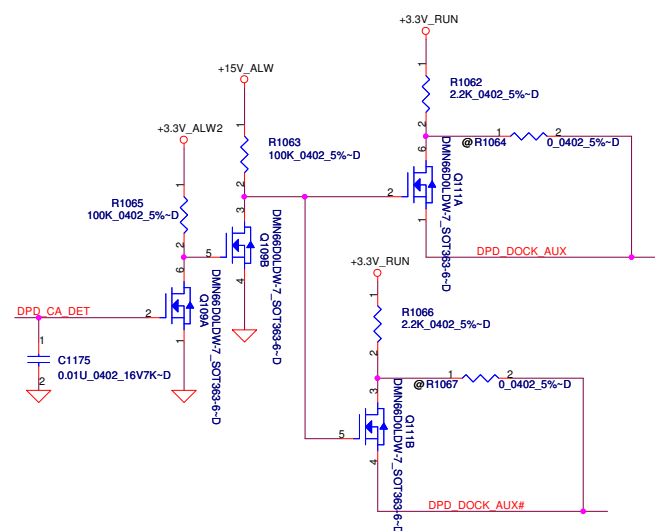 +3.3V_RUN
1
R1062
2.2K_0402_5%~D
2
@R1064
1
2
0_0402_5%~D
6
2
1
Q111A
DMN66D0LDW-7_SOT363-6~D
DPD_DOCK_AUX
+15V_ALW
1
R1063
100K_0402_5%~D
2
3
5
4
Q109B
DMN66D0LDW-7_SOT363-6~D
+3.3V_ALW2
1
R1065
100K_0402_5%~D
2
6
2
1
Q109A
DMN66D0LDW-7_SOT363-6~D
DPD_CA_DET
1
C1175
0.01U_0402_16V7K~D
2
+3.3V_RUN
1
R1066
2.2K_0402_5%~D
2
@R1067
1
2
0_0402_5%~D
3
5
4
Q111B
DMN66D0LDW-7_SOT363-6~D
DPD_DOCK_AUX#